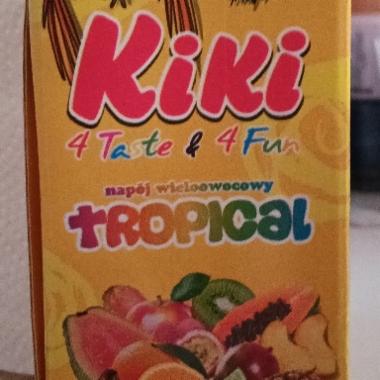 KiKi
4 Taste & 4 Fun
napój wieloowocowy
TROPICAL